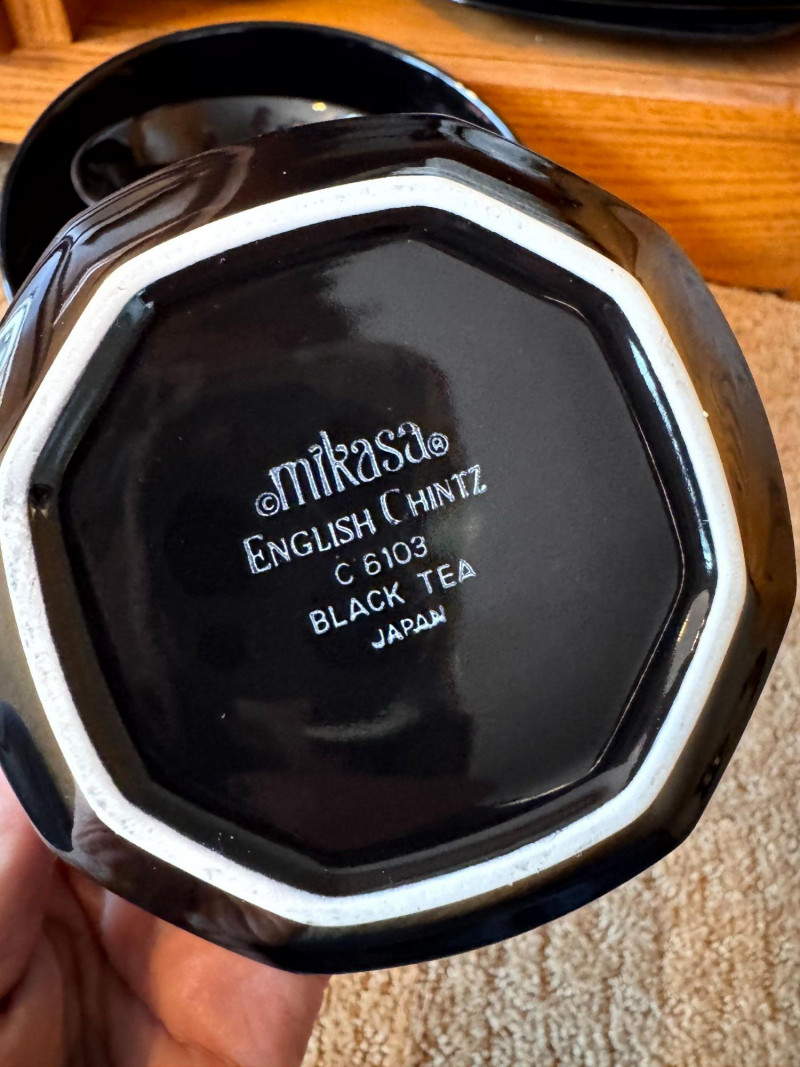 ©mikasa®
ENGLISH CHINTZ
C 6103
BLACK TEA
JAPAN